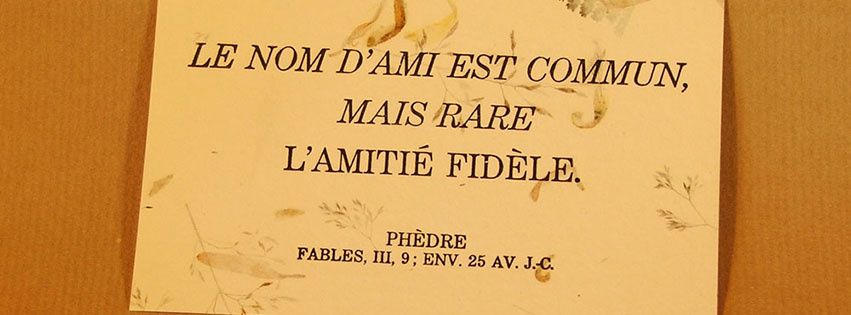 LE NOM D'AMI EST COMMUN,
MAIS RARE
L'AMITIÉ FIDÈLE.
PHÈDRE
FABLES, III, 9; ENV. 25 AV. J.-C.